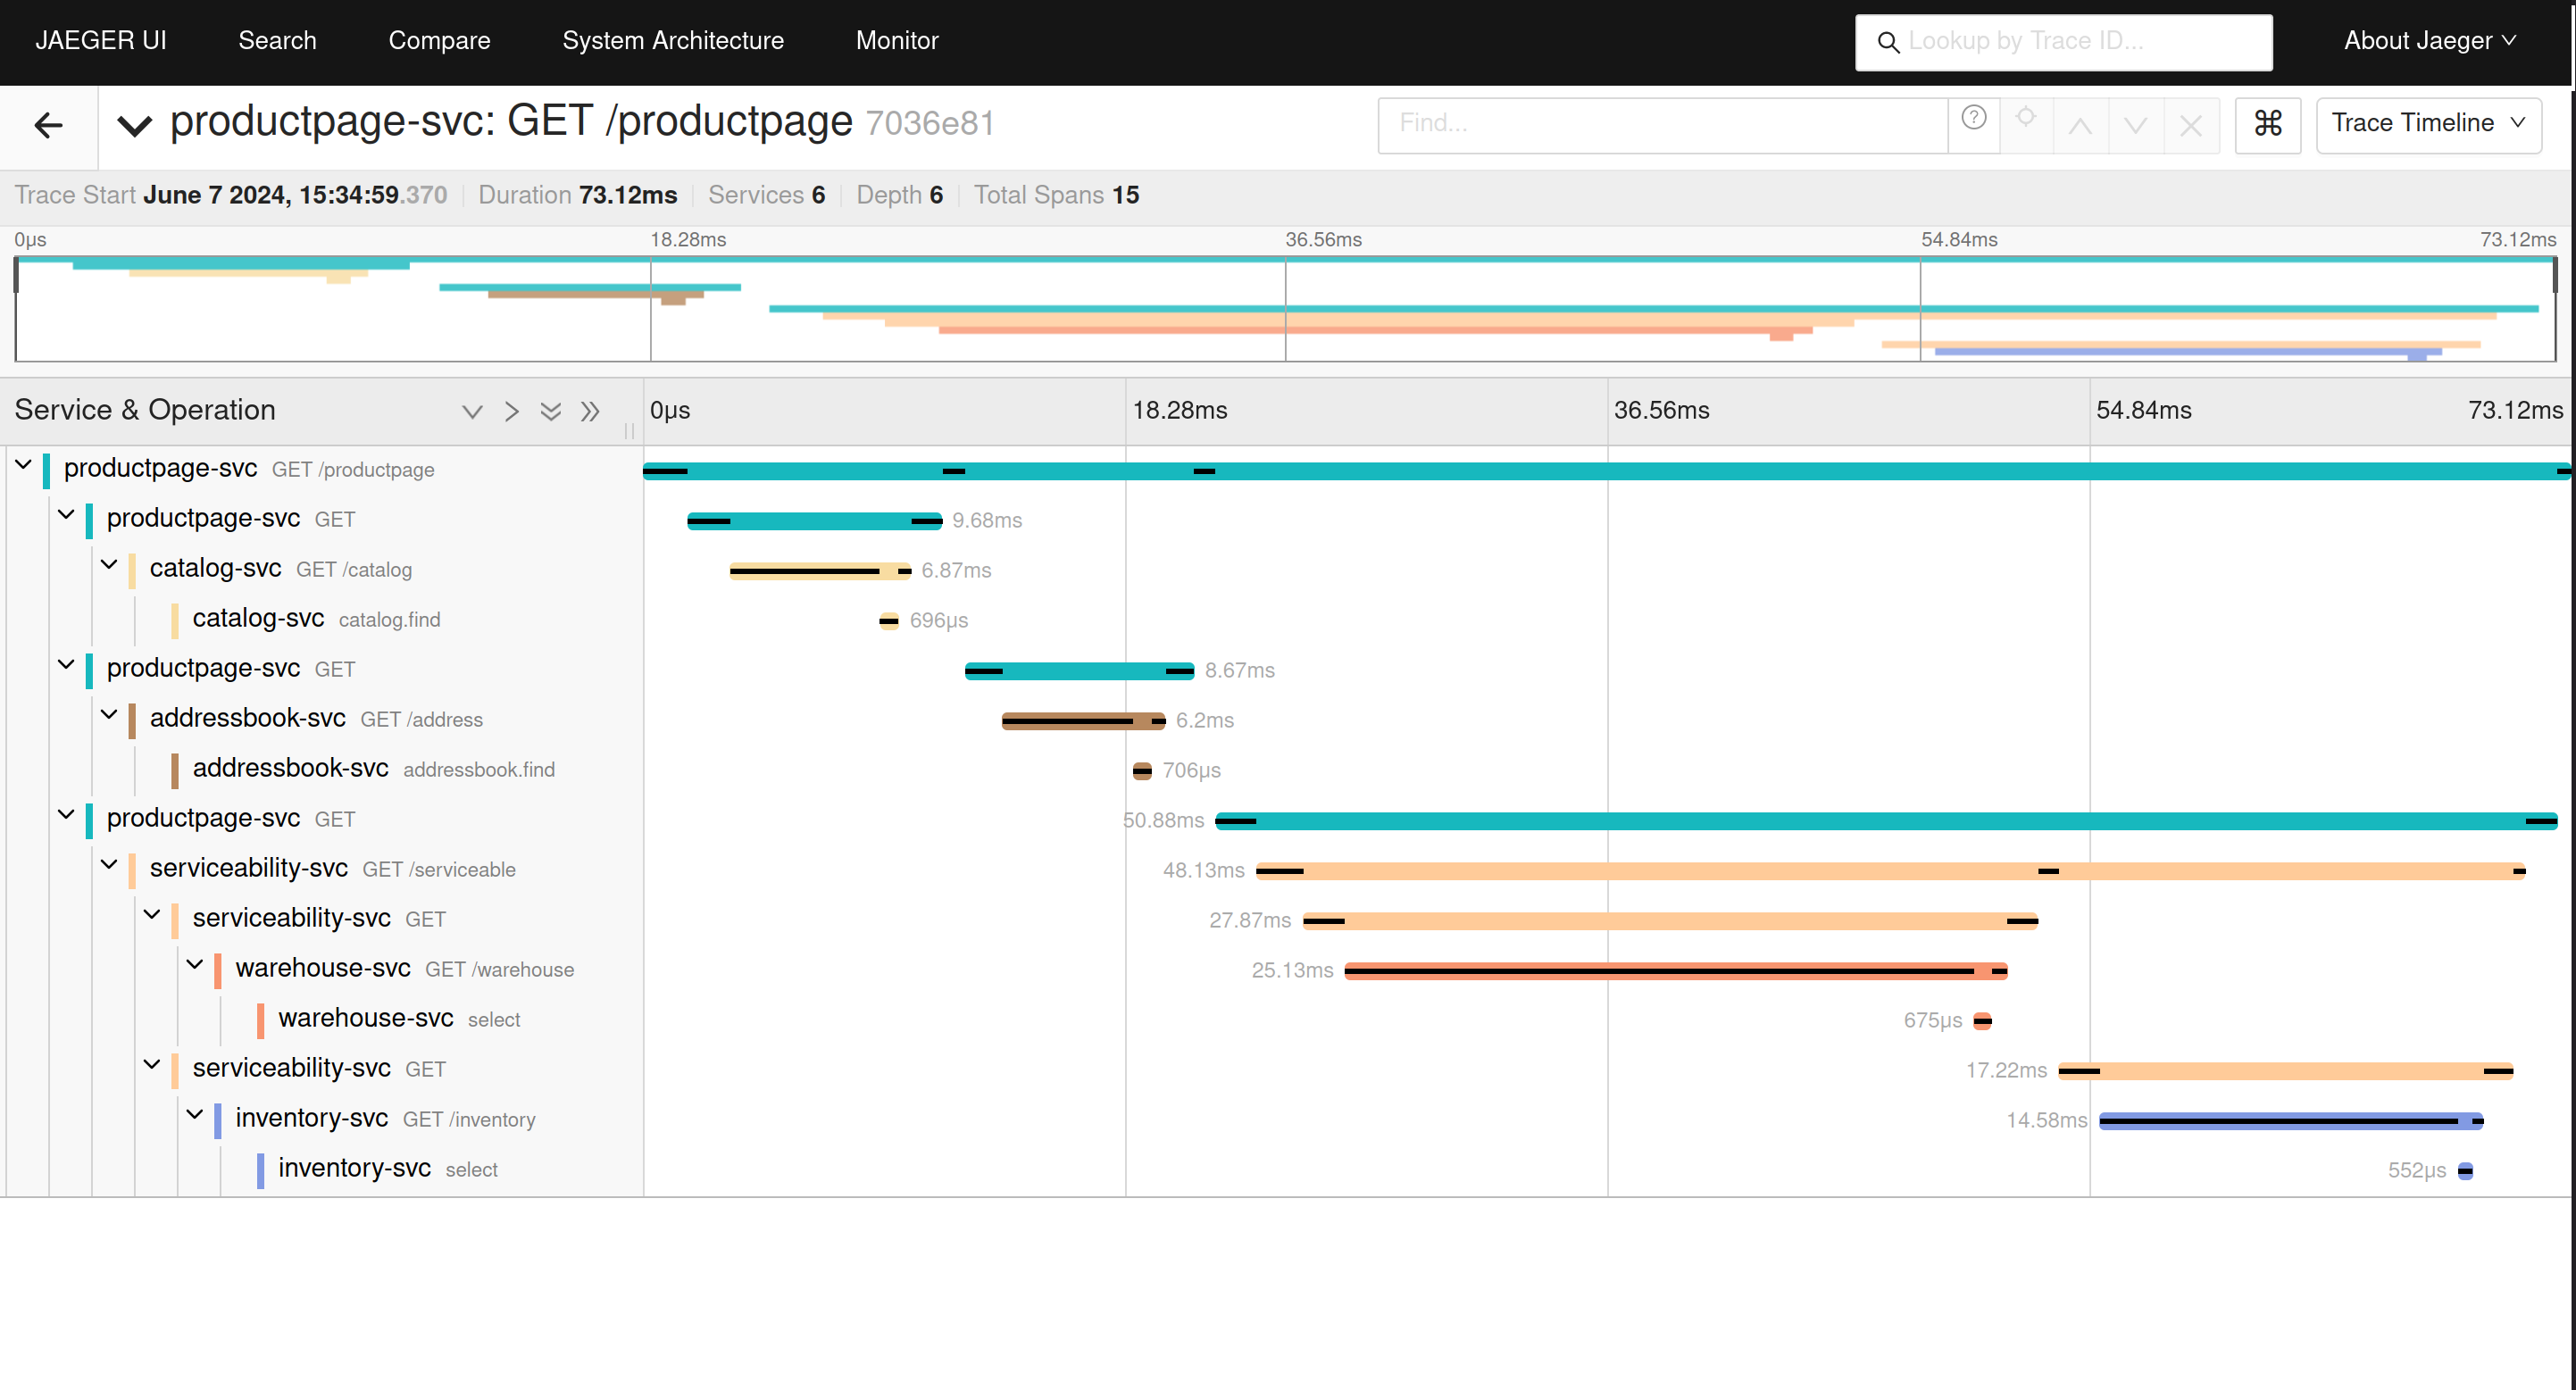 JAEGER UI Search Compare System Architecture Monitor Lookup by Trace ID... About Jaeger
productpage-svc: GET /productpage 7036e81 Find... ? ⌘ Trace Timeline
Trace Start June 7 2024, 15:34:59.370 Duration 73.12ms Services 6 Depth 6 Total Spans 15
0μs 18.28ms 36.56ms 54.84ms 73.12ms
Service & Operation 0μs 18.28ms 36.56ms 54.84ms 73.12ms
productpage-svc GET /productpage
productpage-svc GET 9.68ms
catalog-svc GET /catalog 6.87ms
catalog-svc catalog.find 696μs
productpage-svc GET 8.67ms
addressbook-svc GET /address 6.2ms
addressbook-svc addressbook.find 706μs
productpage-svc GET 50.88ms
serviceability-svc GET /serviceable 48.13ms
serviceability-svc GET 27.87ms
warehouse-svc GET /warehouse 25.13ms
warehouse-svc select 675μs
serviceability-svc GET 17.22ms
inventory-svc GET /inventory 14.58ms
inventory-svc select 552μs